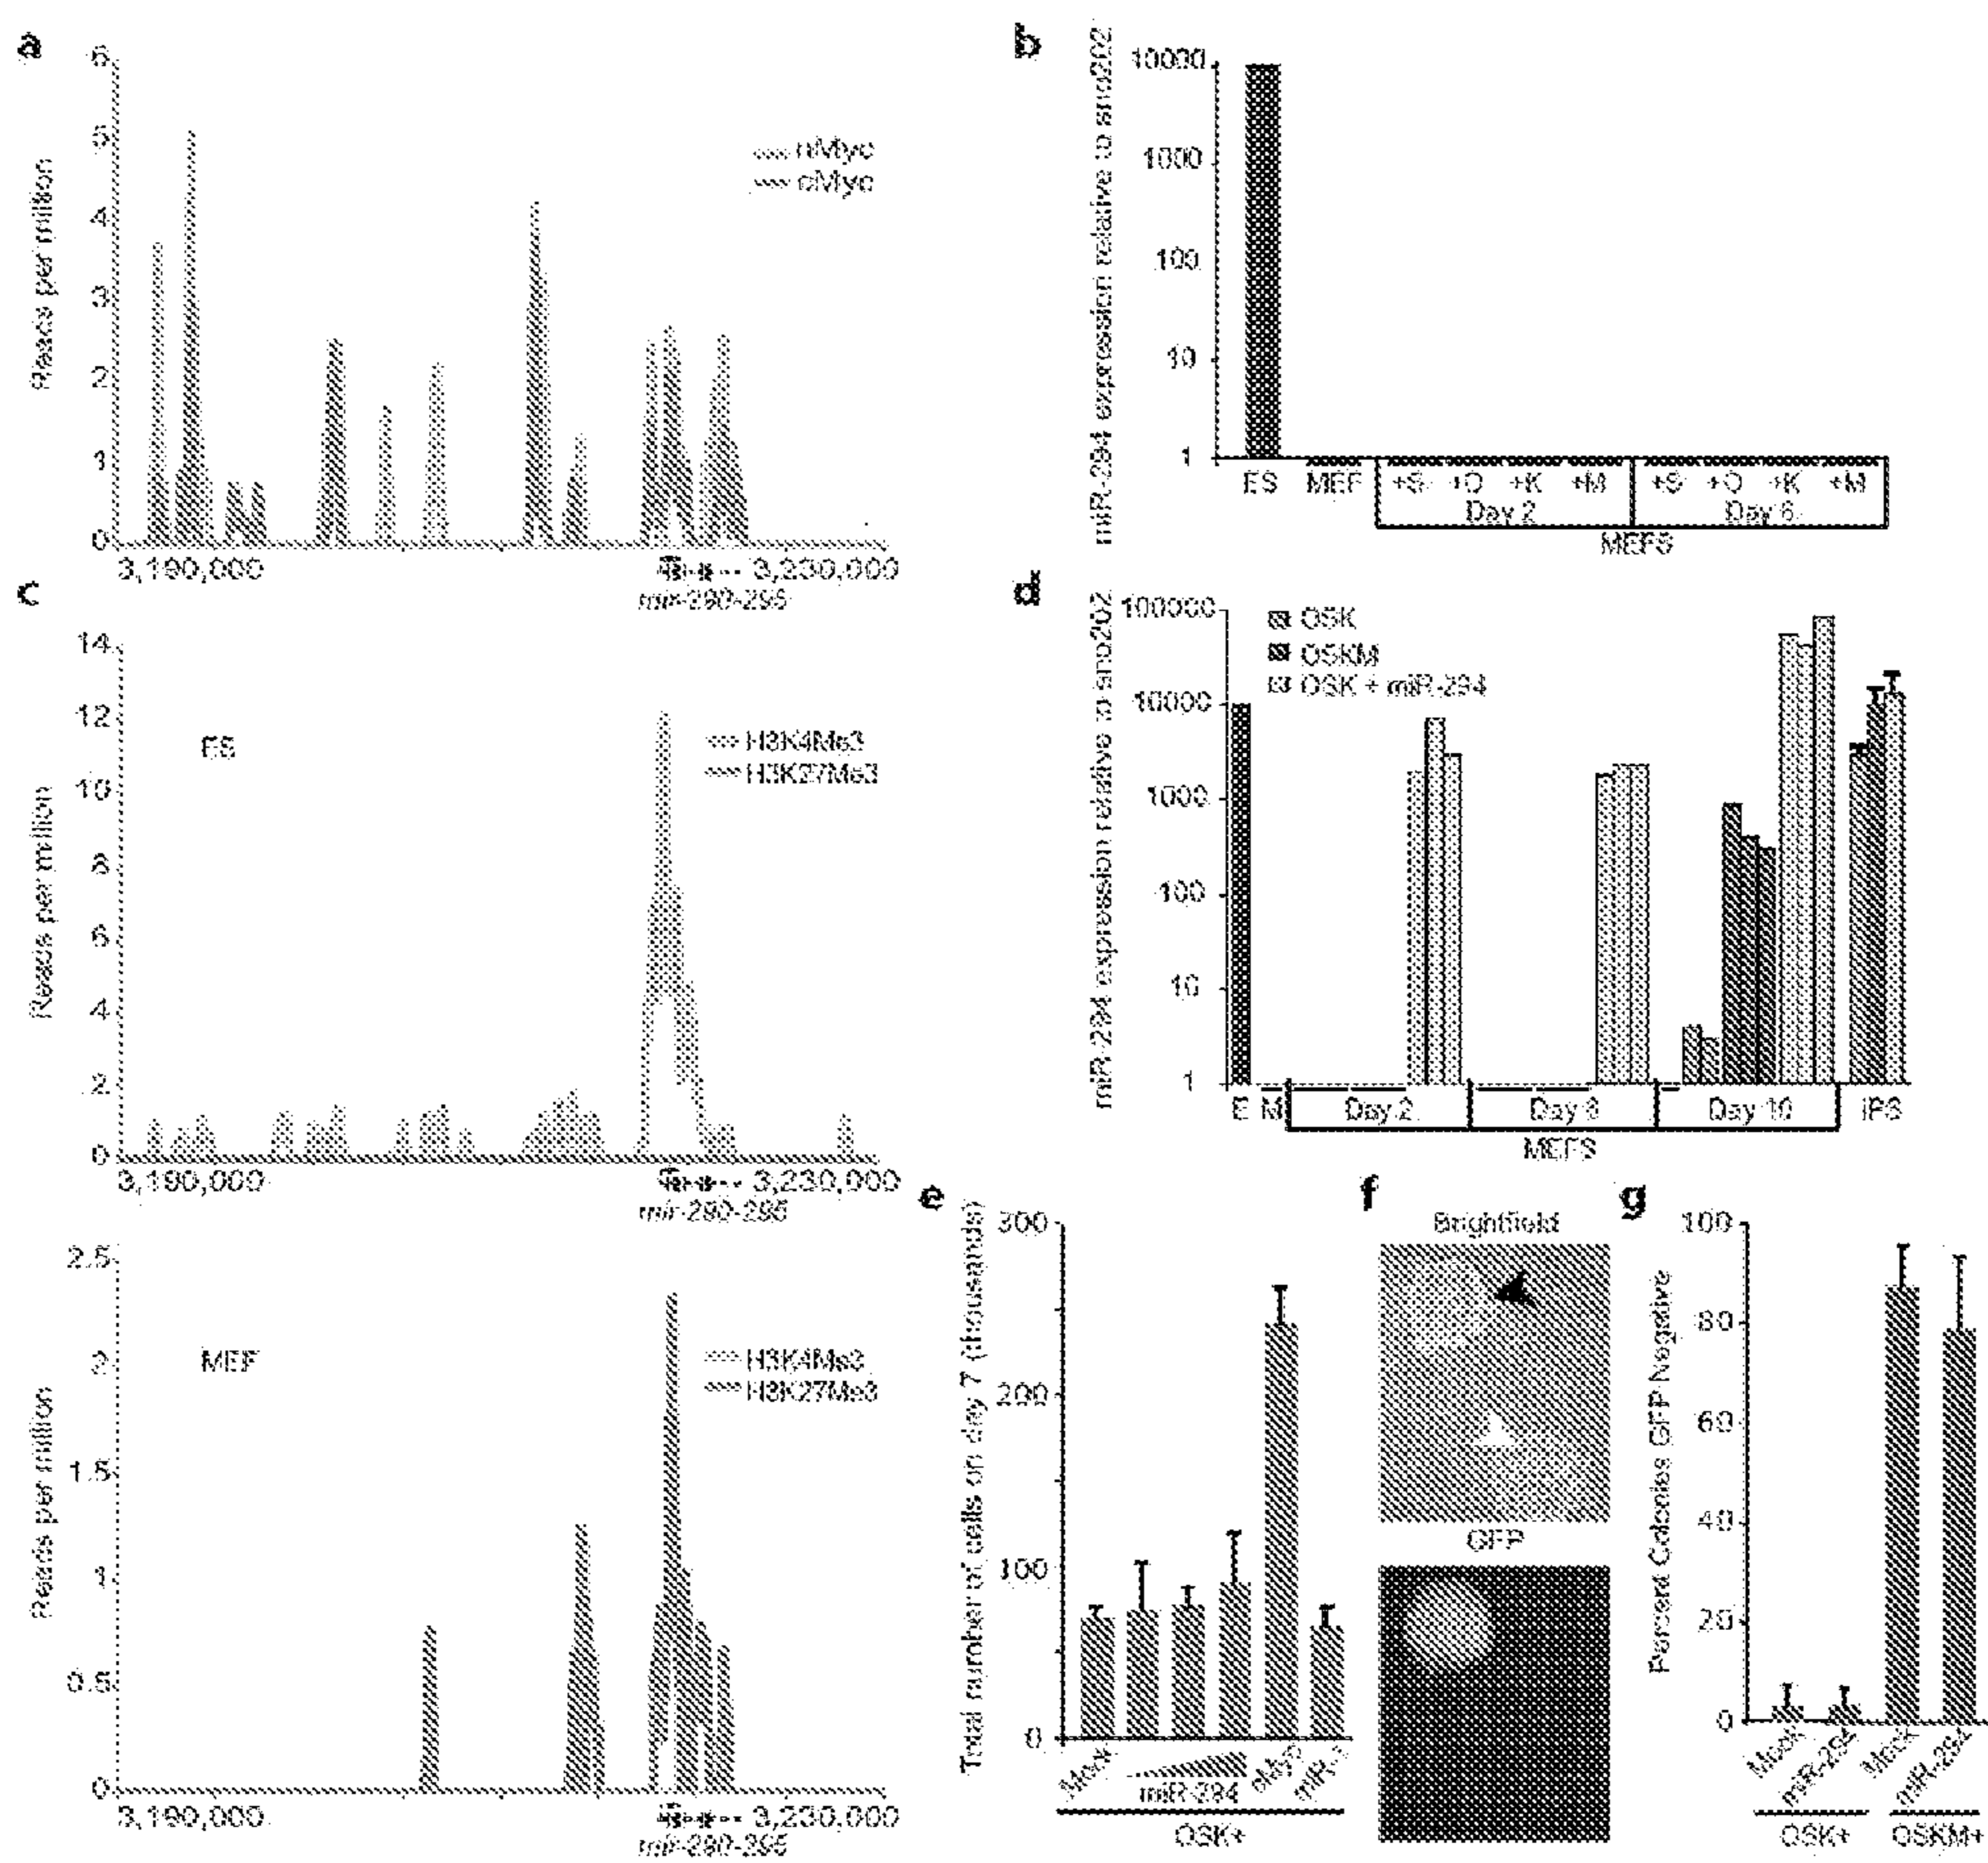 a
6
5
4
3
2
1
0
Reads per million
nMyc
cMyc
3,190,000
3,230,000
mir-290-295
b
miR-294 expression relative to sno202
10000
1000
100
10
1
ES MEF +S +O +K +M +S +O +K +M
Day 2
MEFS
c
14
12
10
8
6
4
2
0
Reads per million
ES
H3K4Me3
H3K27Me3
3,190,000
3,230,000
mir-290-295
2.5
2
1.5
1
0.5
0
Reads per million
MEF
H3K4Me3
H3K27Me3
3,190,000
3,230,000
mir-290-295
d
miR-294 expression relative to sno202
100000
10000
1000
100
10
1
OSK
OSKM
OSK + miR-294
E M Day 2 Day 10 iPS
MEFS
e
Total number of cells on day 7 (thousands)
300
200
100
0
Mock
miR-294
cMyc
OSK+
f
Brightfield
GFP
g
Percent Colonies GFP Negative
100
80
60
40
20
0
Mock
miR-294
Mock
miR-294
OSK+
OSKM+